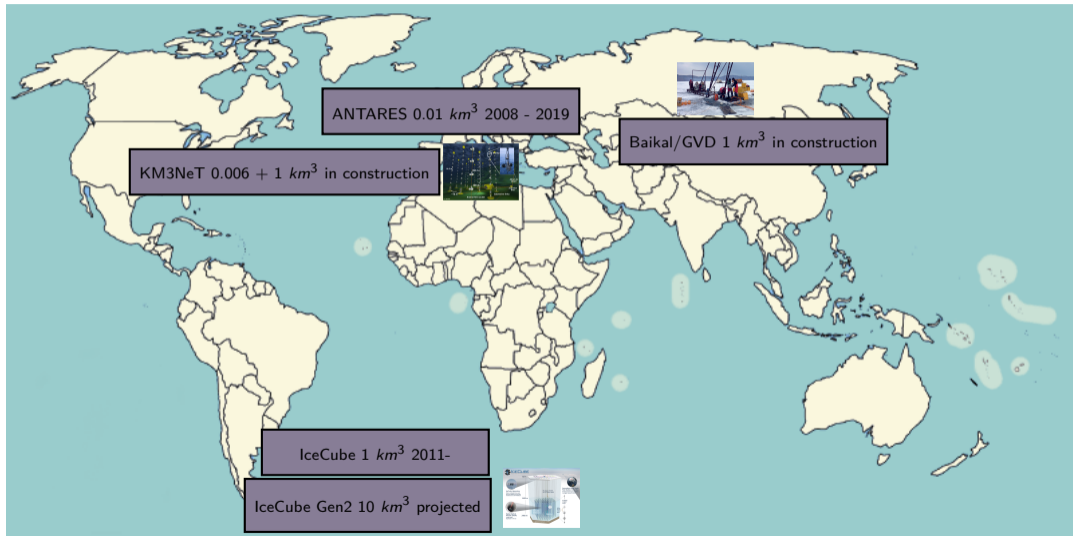 ANTARES 0.01 km³ 2008 - 2019
Baikal/GVD 1 km³ in construction
KM3NeT 0.006 + 1 km³ in construction
IceCube 1 km³ 2011-
IceCube Gen2 10 km³ projected